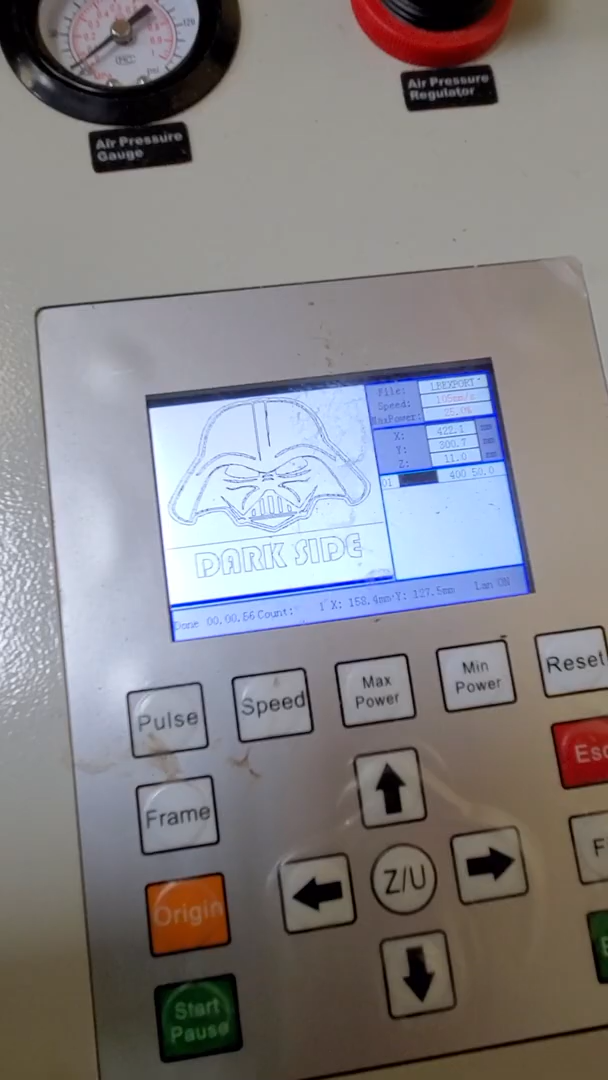 Air Pressure
Gauge
Air Pressure
Regulator
File:
Speed: 105mm/s
MaxPower: 25.0%
X: 422.1 mm
Y: 300.7 mm
Z: 11.0 mm
01 400 50.0
DARK SIDE
Done 00.00.66 Count: 1 X: 158.4mm Y: 127.5mm Lan ON
Pulse
Speed
Max
Power
Min
Power
Reset
Frame
Esc
Origin
Z/U
F
Start
Pause